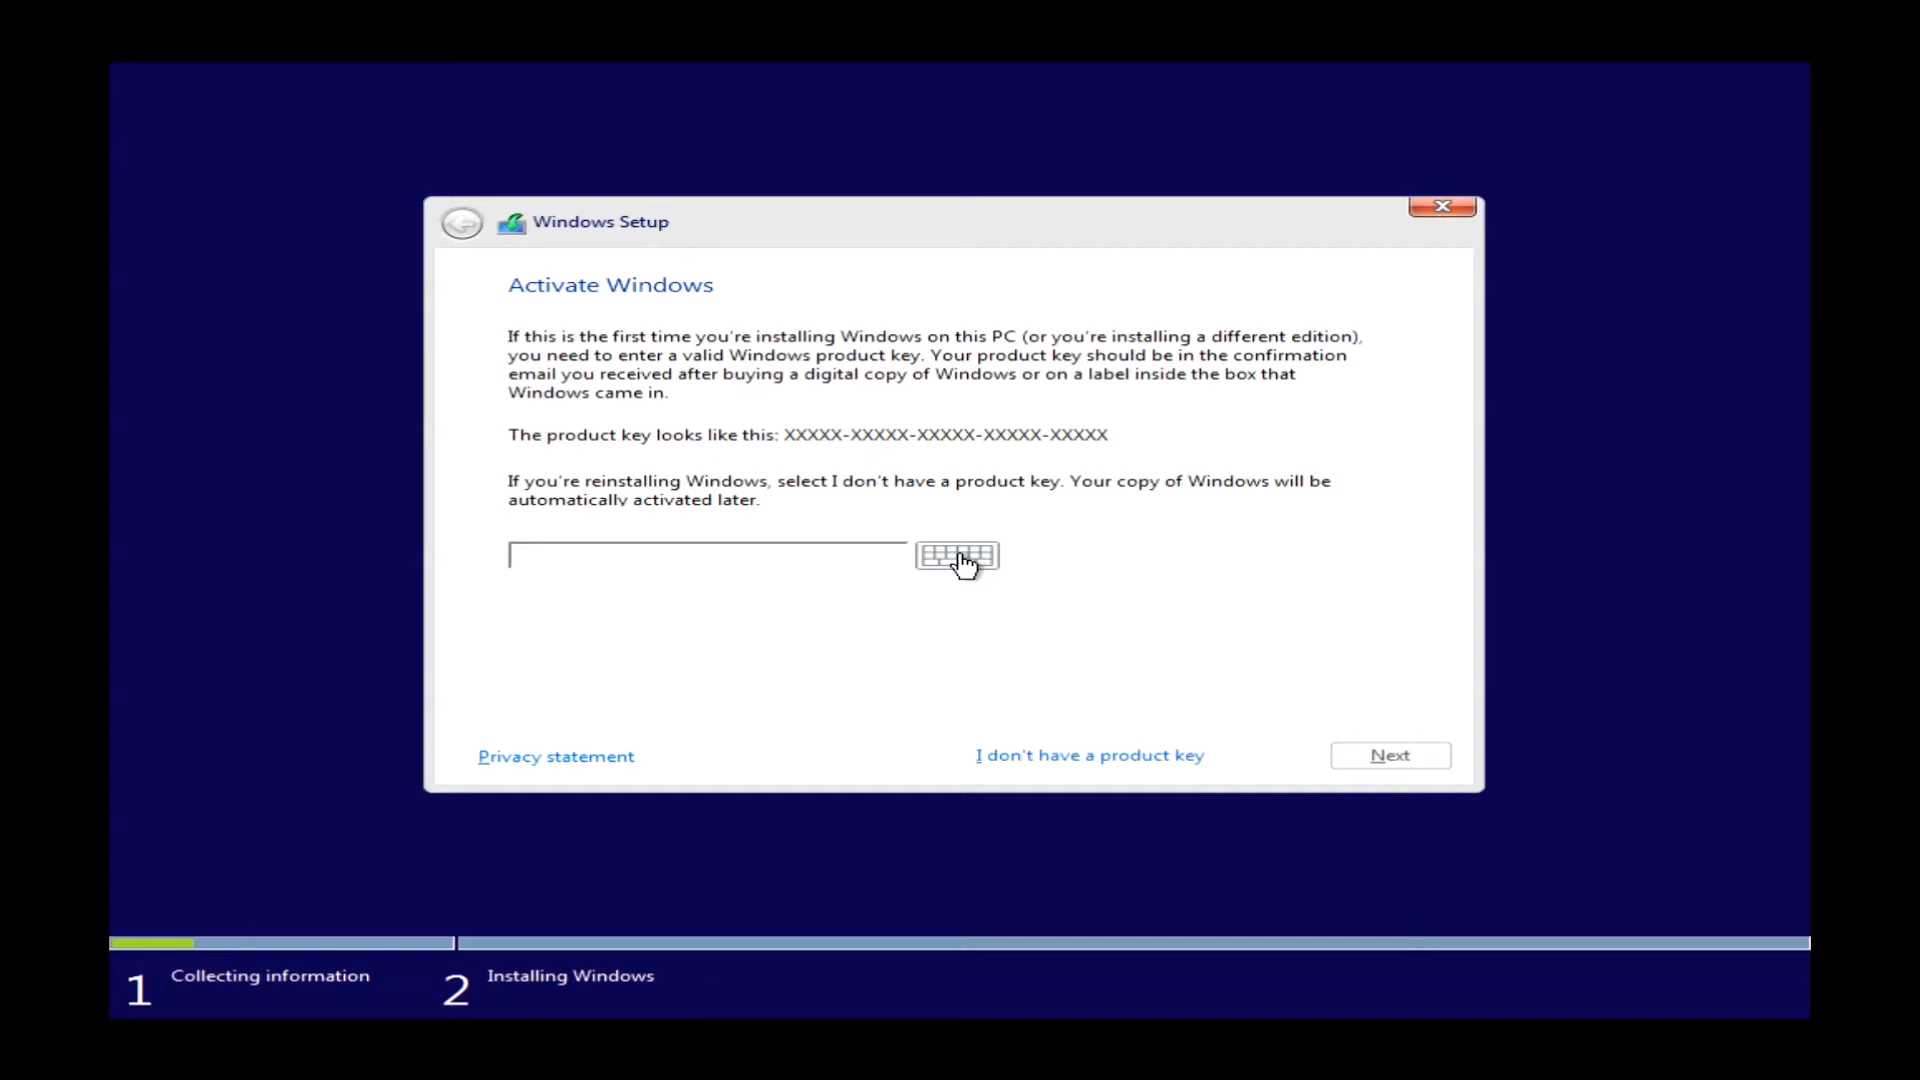 Windows Setup
Activate Windows
If this is the first time you're installing Windows on this PC (or you're installing a different edition),
you need to enter a valid Windows product key. Your product key should be in the confirmation
email you received after buying a digital copy of Windows or on a label inside the box that
Windows came in.
The product key looks like this: XXXXX-XXXXX-XXXXX-XXXXX-XXXXX
If you're reinstalling Windows, select I don't have a product key. Your copy of Windows will be
automatically activated later.
Privacy statement
I don't have a product key
Next
1 Collecting information
2 Installing Windows